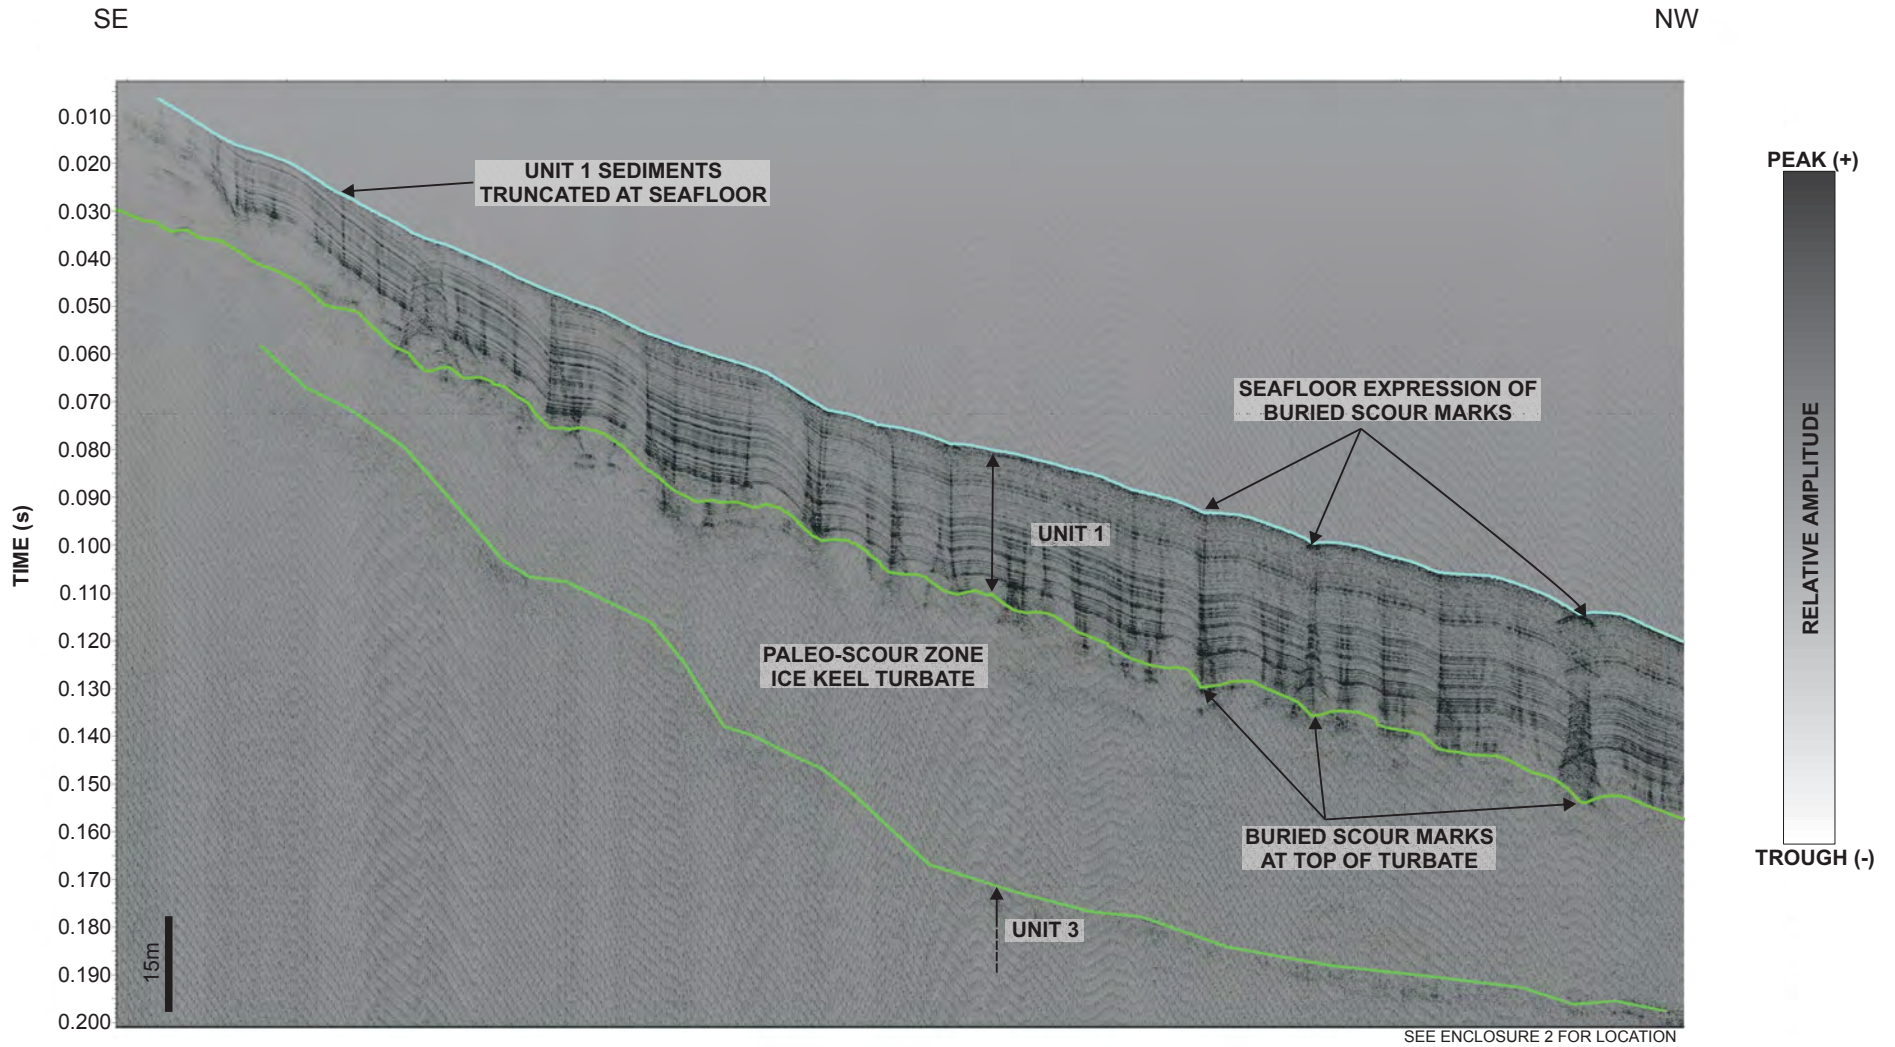 SE
NW
0.010
0.020
0.030
0.040
0.050
0.060
0.070
0.080
0.090
0.100
0.110
0.120
0.130
0.140
0.150
0.160
0.170
0.180
0.190
0.200
TIME (s)
UNIT 1 SEDIMENTS
TRUNCATED AT SEAFLOOR
SEAFLOOR EXPRESSION OF
BURIED SCOUR MARKS
UNIT 1
PALEO-SCOUR ZONE
ICE KEEL TURBATE
BURIED SCOUR MARKS
AT TOP OF TURBATE
UNIT 3
15m
PEAK (+)
RELATIVE AMPLITUDE
TROUGH (-)
SEE ENCLOSURE 2 FOR LOCATION